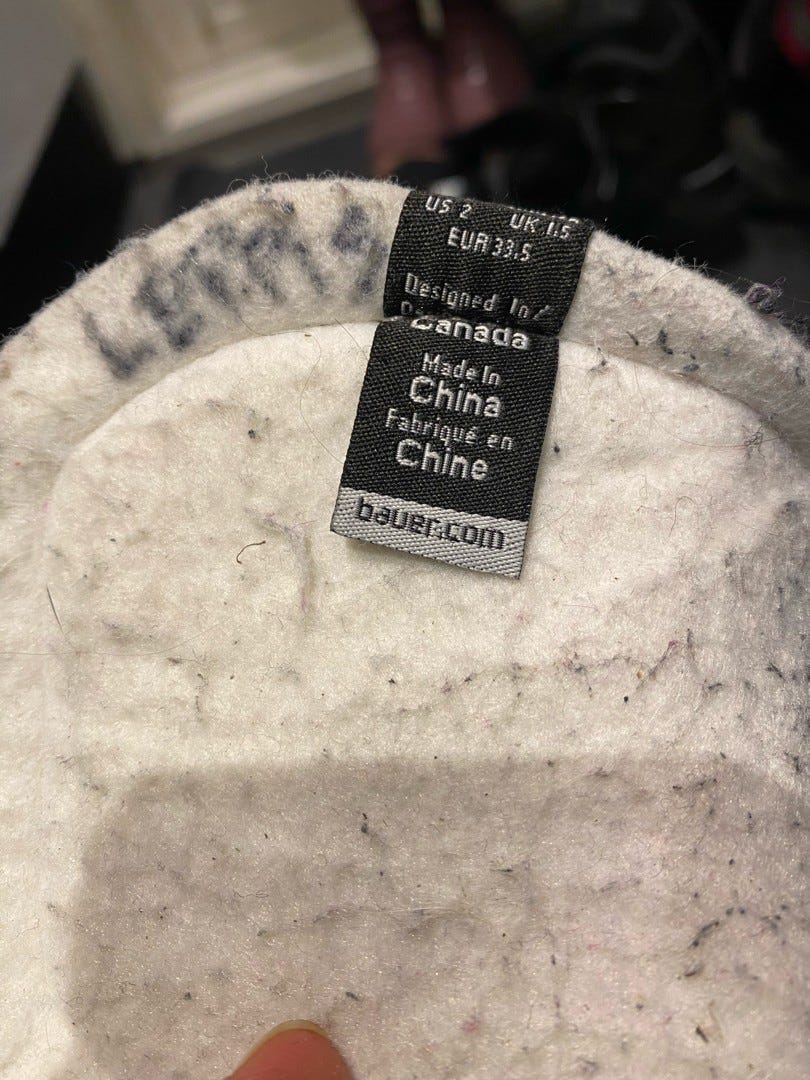 US 2 UK 1.5
EUR 33.5
Designed in /
Canada
Made In
China
Fabriqué en
Chine
bauer.com